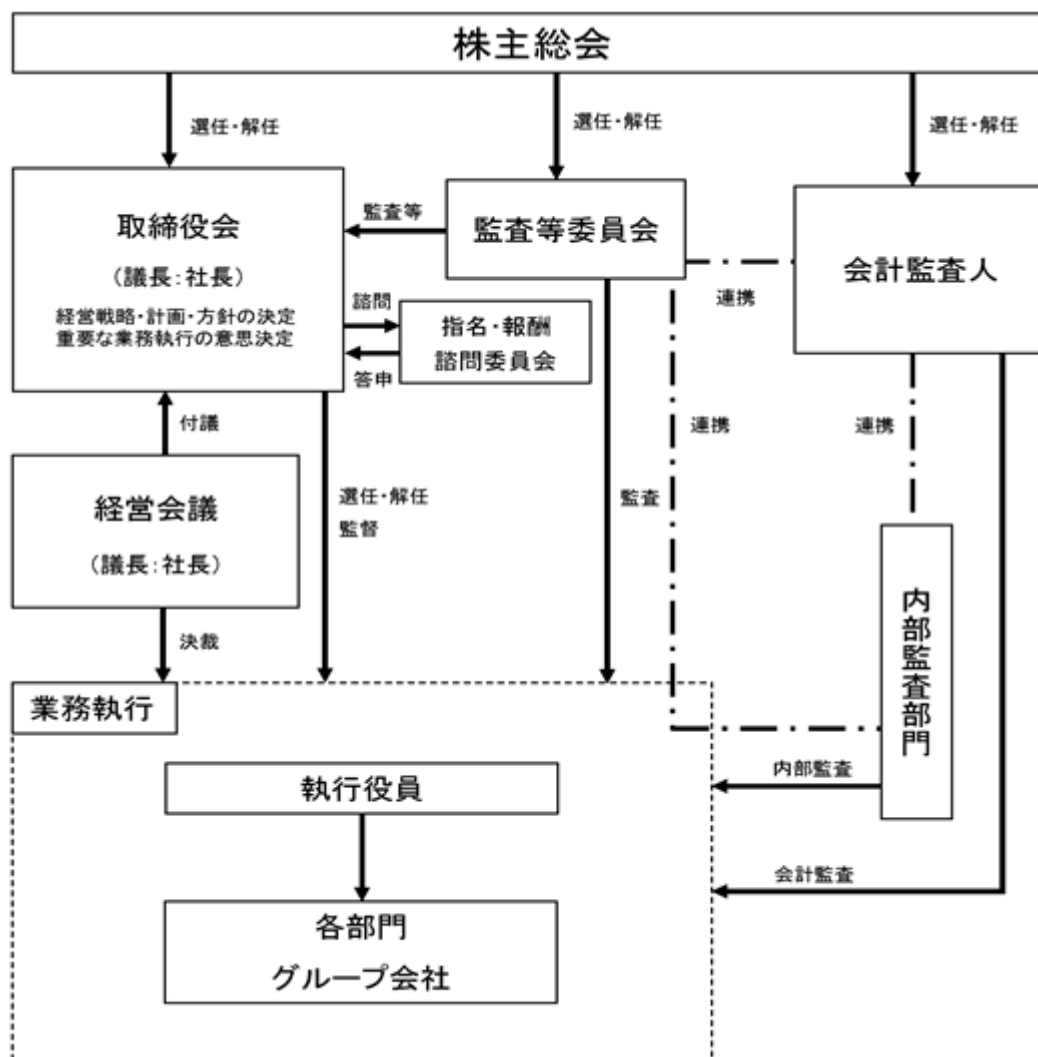 株主総会
選任・解任
選任・解任
選任・解任
取締役会
(議長:社長)
経営戦略・計画・方針の決定
重要な業務執行の意思決定
監査等
監査等委員会
会計監査人
連携
諮問
答申
指名・報酬
諮問委員会
付議
経営会議
(議長:社長)
選任・解任
監督
監査
連携
連携
決裁
内部監査部門
業務執行
執行役員
内部監査
会計監査
各部門
グループ会社